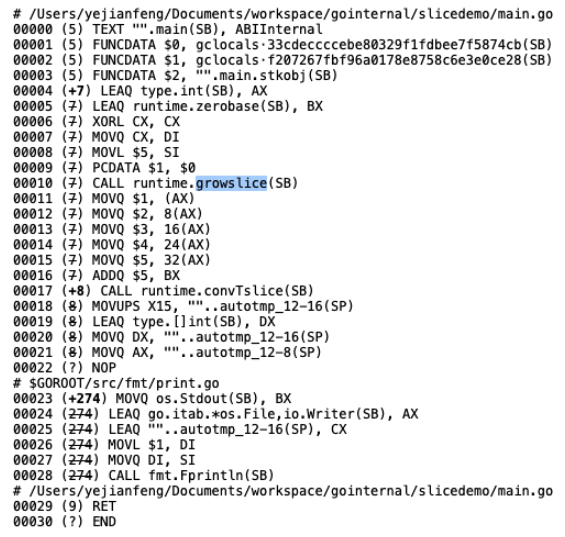 # /Users/yejianfeng/Documents/workspace/gointernal/slicedemo/main.go
00000 (5) TEXT "".main(SB), ABIInternal
00001 (5) FUNCDATA $0, gclocals·33cdeccccebe80329f1fdbee7f5874cb(SB)
00002 (5) FUNCDATA $1, gclocals·f207267fbf96a0178e8758c6e3e0ce28(SB)
00003 (5) FUNCDATA $2, "".main.stkobj(SB)
00004 (+7) LEAQ type.int(SB), AX
00005 (7) LEAQ runtime.zerobase(SB), BX
00006 (7) XORL CX, CX
00007 (7) MOVQ CX, DI
00008 (7) MOVL $5, SI
00009 (7) PCDATA $1, $0
00010 (7) CALL runtime.growslice(SB)
00011 (7) MOVQ $1, (AX)
00012 (7) MOVQ $2, 8(AX)
00013 (7) MOVQ $3, 16(AX)
00014 (7) MOVQ $4, 24(AX)
00015 (7) MOVQ $5, 32(AX)
00016 (7) ADDQ $5, BX
00017 (+8) CALL runtime.convTslice(SB)
00018 (8) MOVUPS X15, ""..autotmp_12-16(SP)
00019 (8) LEAQ type.[]int(SB), DX
00020 (8) MOVQ DX, ""..autotmp_12-16(SP)
00021 (8) MOVQ AX, ""..autotmp_12-8(SP)
00022 (?) NOP
# $GOROOT/src/fmt/print.go
00023 (+274) MOVQ os.Stdout(SB), BX
00024 (274) LEAQ go.itab.*os.File,io.Writer(SB), AX
00025 (274) LEAQ ""..autotmp_12-16(SP), CX
00026 (274) MOVL $1, DI
00027 (274) MOVQ DI, SI
00028 (274) CALL fmt.Fprintln(SB)
# /Users/yejianfeng/Documents/workspace/gointernal/slicedemo/main.go
00029 (9) RET
00030 (?) END